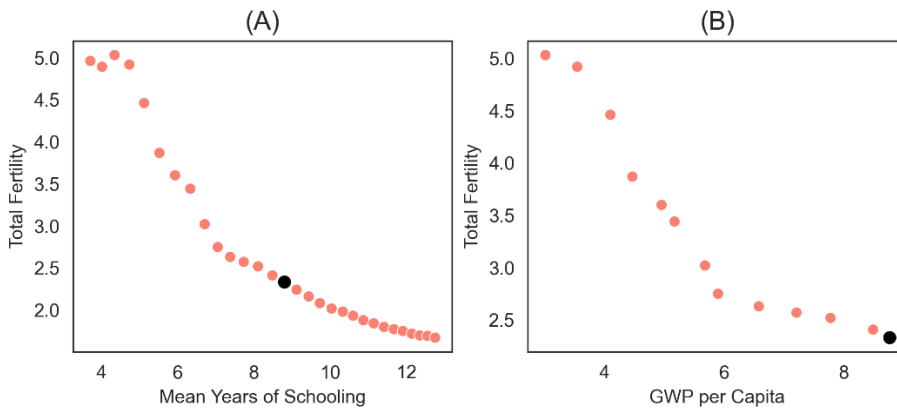 (A)
5.0
4.5
4.0
3.5
3.0
2.5
2.0
Total Fertility
4 6 8 10 12
Mean Years of Schooling
(B)
5.0
4.5
4.0
3.5
3.0
2.5
Total Fertility
4 6 8
GWP per Capita